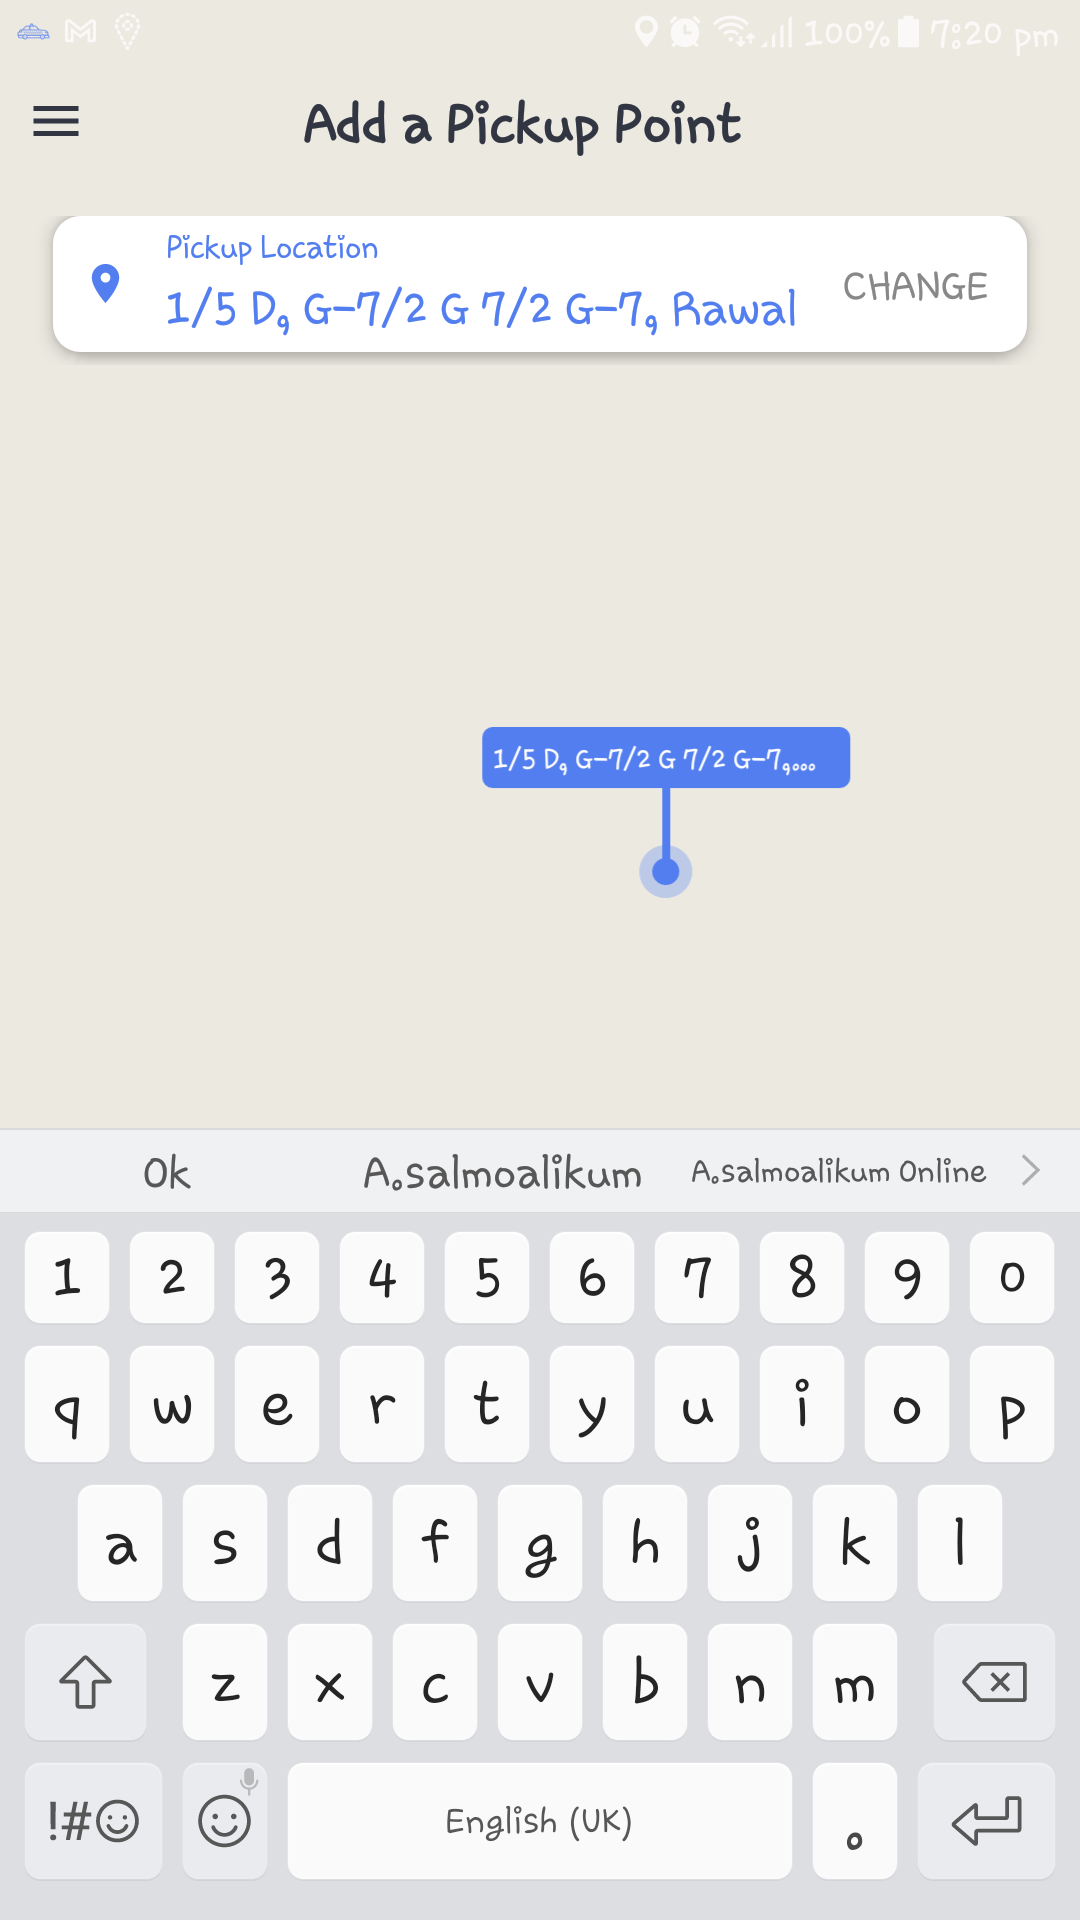 100% 7:20 pm
Add a Pickup Point
Pickup Location
1/5 D, G-7/2 G 7/2 G-7, Rawal
CHANGE
1/5 D, G-7/2 G 7/2 G-7,...
Ok A.salmoalikum A.salmoalikum Online
1 2 3 4 5 6 7 8 9 0
q w e r t y u i o p
a s d f g h j k l
z x c v b n m
!#☺ English (UK) .